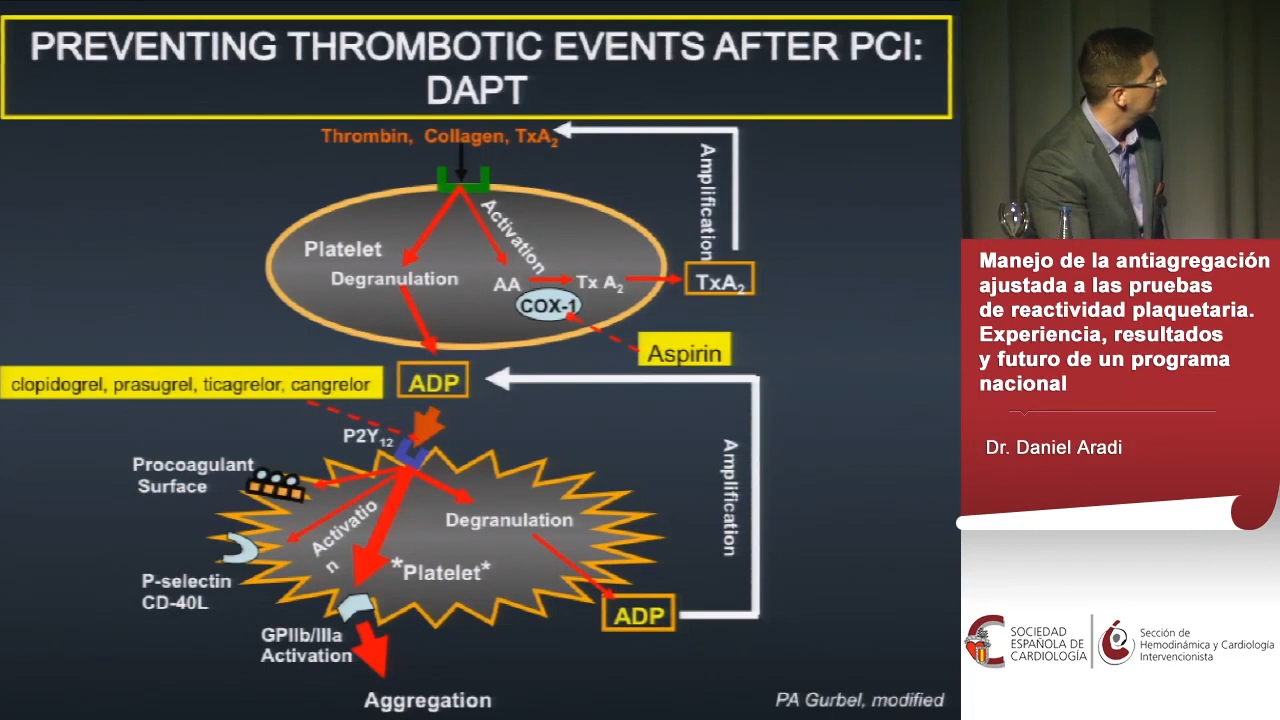 PREVENTING THROMBOTIC EVENTS AFTER PCI:
DAPT
Thrombin, Collagen, TxA2
Amplification
Activation
Platelet
Degranulation
AA
Tx A2
TxA2
COX-1
Aspirin
clopidogrel, prasugrel, ticagrelor, cangrelor
ADP
P2Y12
Procoagulant
Surface
Activatio
n
Degranulation
Amplification
*Platelet*
P-selectin
CD-40L
ADP
GPIIb/IIIa
Activation
Aggregation
PA Gurbel, modified
Manejo de la antiagregación
ajustada a las pruebas
de reactividad plaquetaria.
Experiencia, resultados
y futuro de un programa
nacional
Dr. Daniel Aradi
SOCIEDAD
ESPAÑOLA DE
CARDIOLOGÍA
Sección de
Hemodinámica y Cardiología
Intervencionista